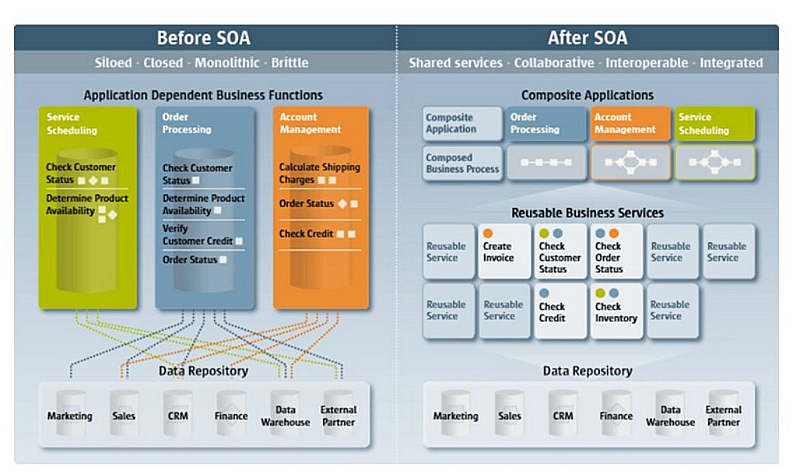 Before SOA
Siloed · Closed · Monolithic · Brittle
Application Dependent Business Functions
Service
Scheduling
Check Customer
Status
Determine Product
Availability
Order
Processing
Check Customer
Status
Determine Product
Availability
Verify
Customer Credit
Order Status
Account
Management
Calculate Shipping
Charges
Order Status
Check Credit
Data Repository
Marketing
Sales
CRM
Finance
Data
Warehouse
External
Partner
After SOA
Shared services · Collaborative · Interoperable · Integrated
Composite Applications
Composite
Application
Order
Processing
Account
Management
Service
Scheduling
Composed
Business Process
Reusable Business Services
Reusable
Service
Create
Invoice
Check
Customer
Status
Check
Order
Status
Reusable
Service
Reusable
Service
Reusable
Service
Reusable
Service
Check
Credit
Check
Inventory
Reusable
Service
Data Repository
Marketing
Sales
CRM
Finance
Data
Warehouse
External
Partner